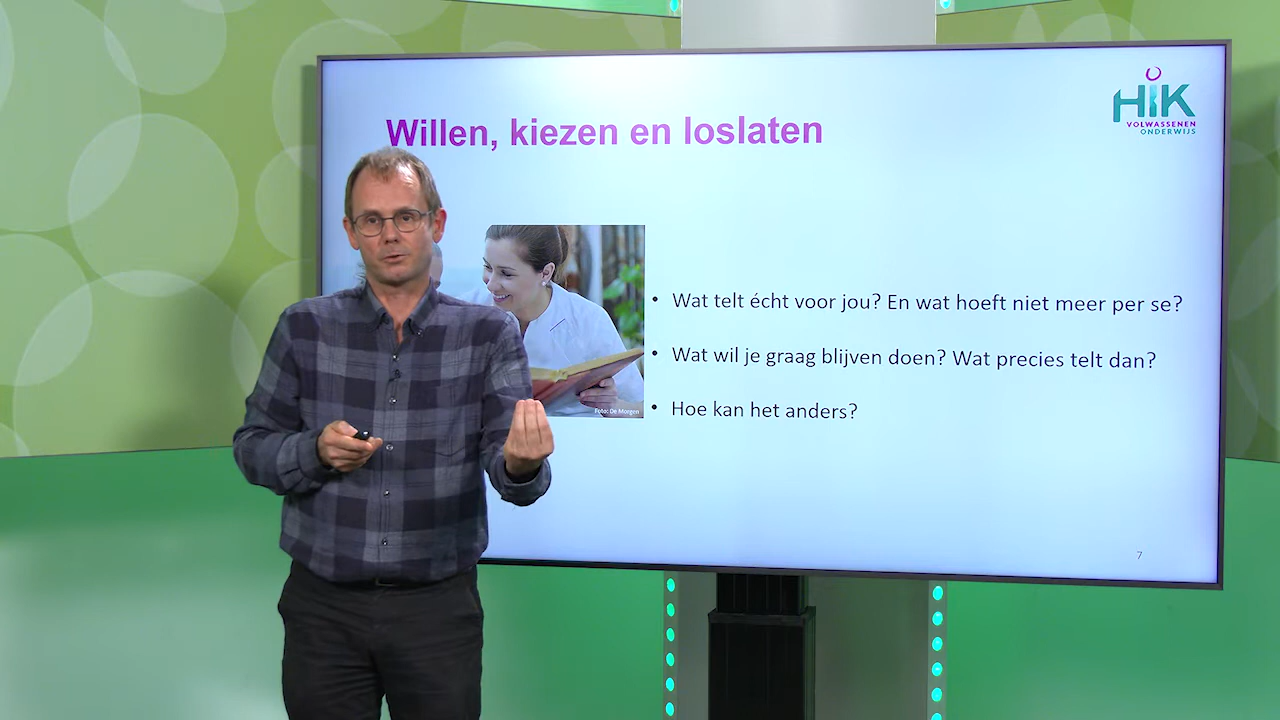 HIK
VOLWASSENEN
ONDERWIJS
Willen, kiezen en loslaten
• Wat telt écht voor jou? En wat hoeft niet meer per se?
• Wat wil je graag blijven doen? Wat precies telt dan?
• Hoe kan het anders?
Foto: De Morgen
7